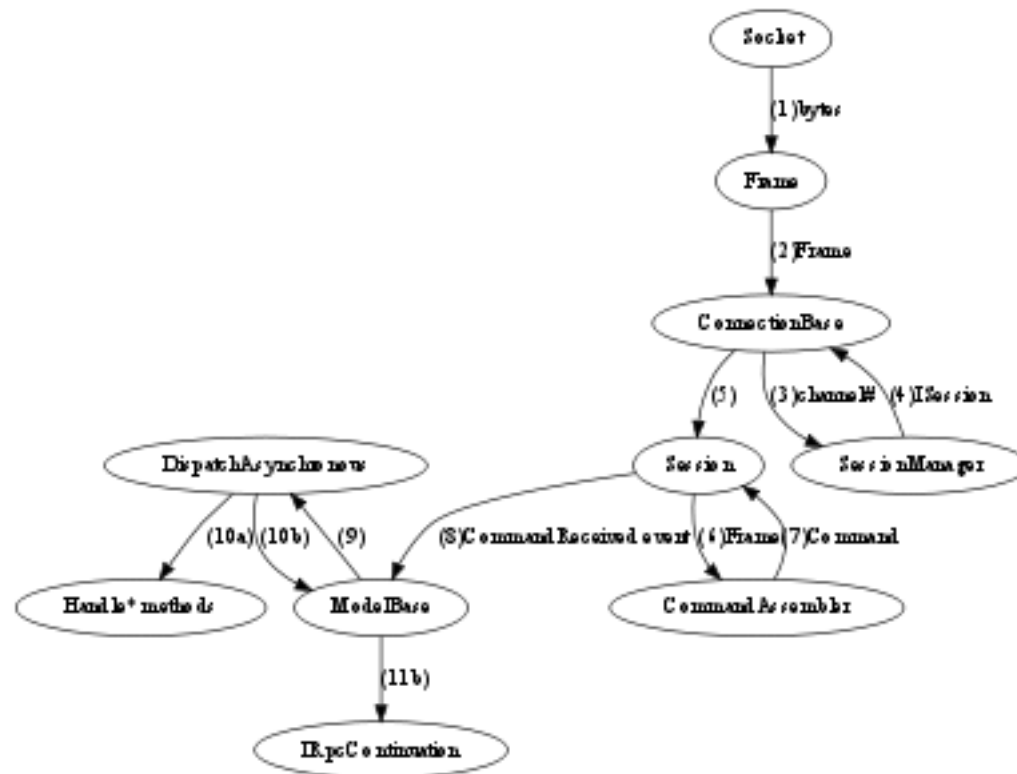 Socket
(1)bytes
Frame
(2)Frame
ConnectionBase
(5)
(3)channel#
(4)ISession
DispatchAsynchronous
Session
SessionManager
(10a)
(10b)
(9)
(8)CommandReceived event
(6)Frame
(7)Command
Handle* methods
ModelBase
CommandAssembler
(11b)
IRpcContinuation